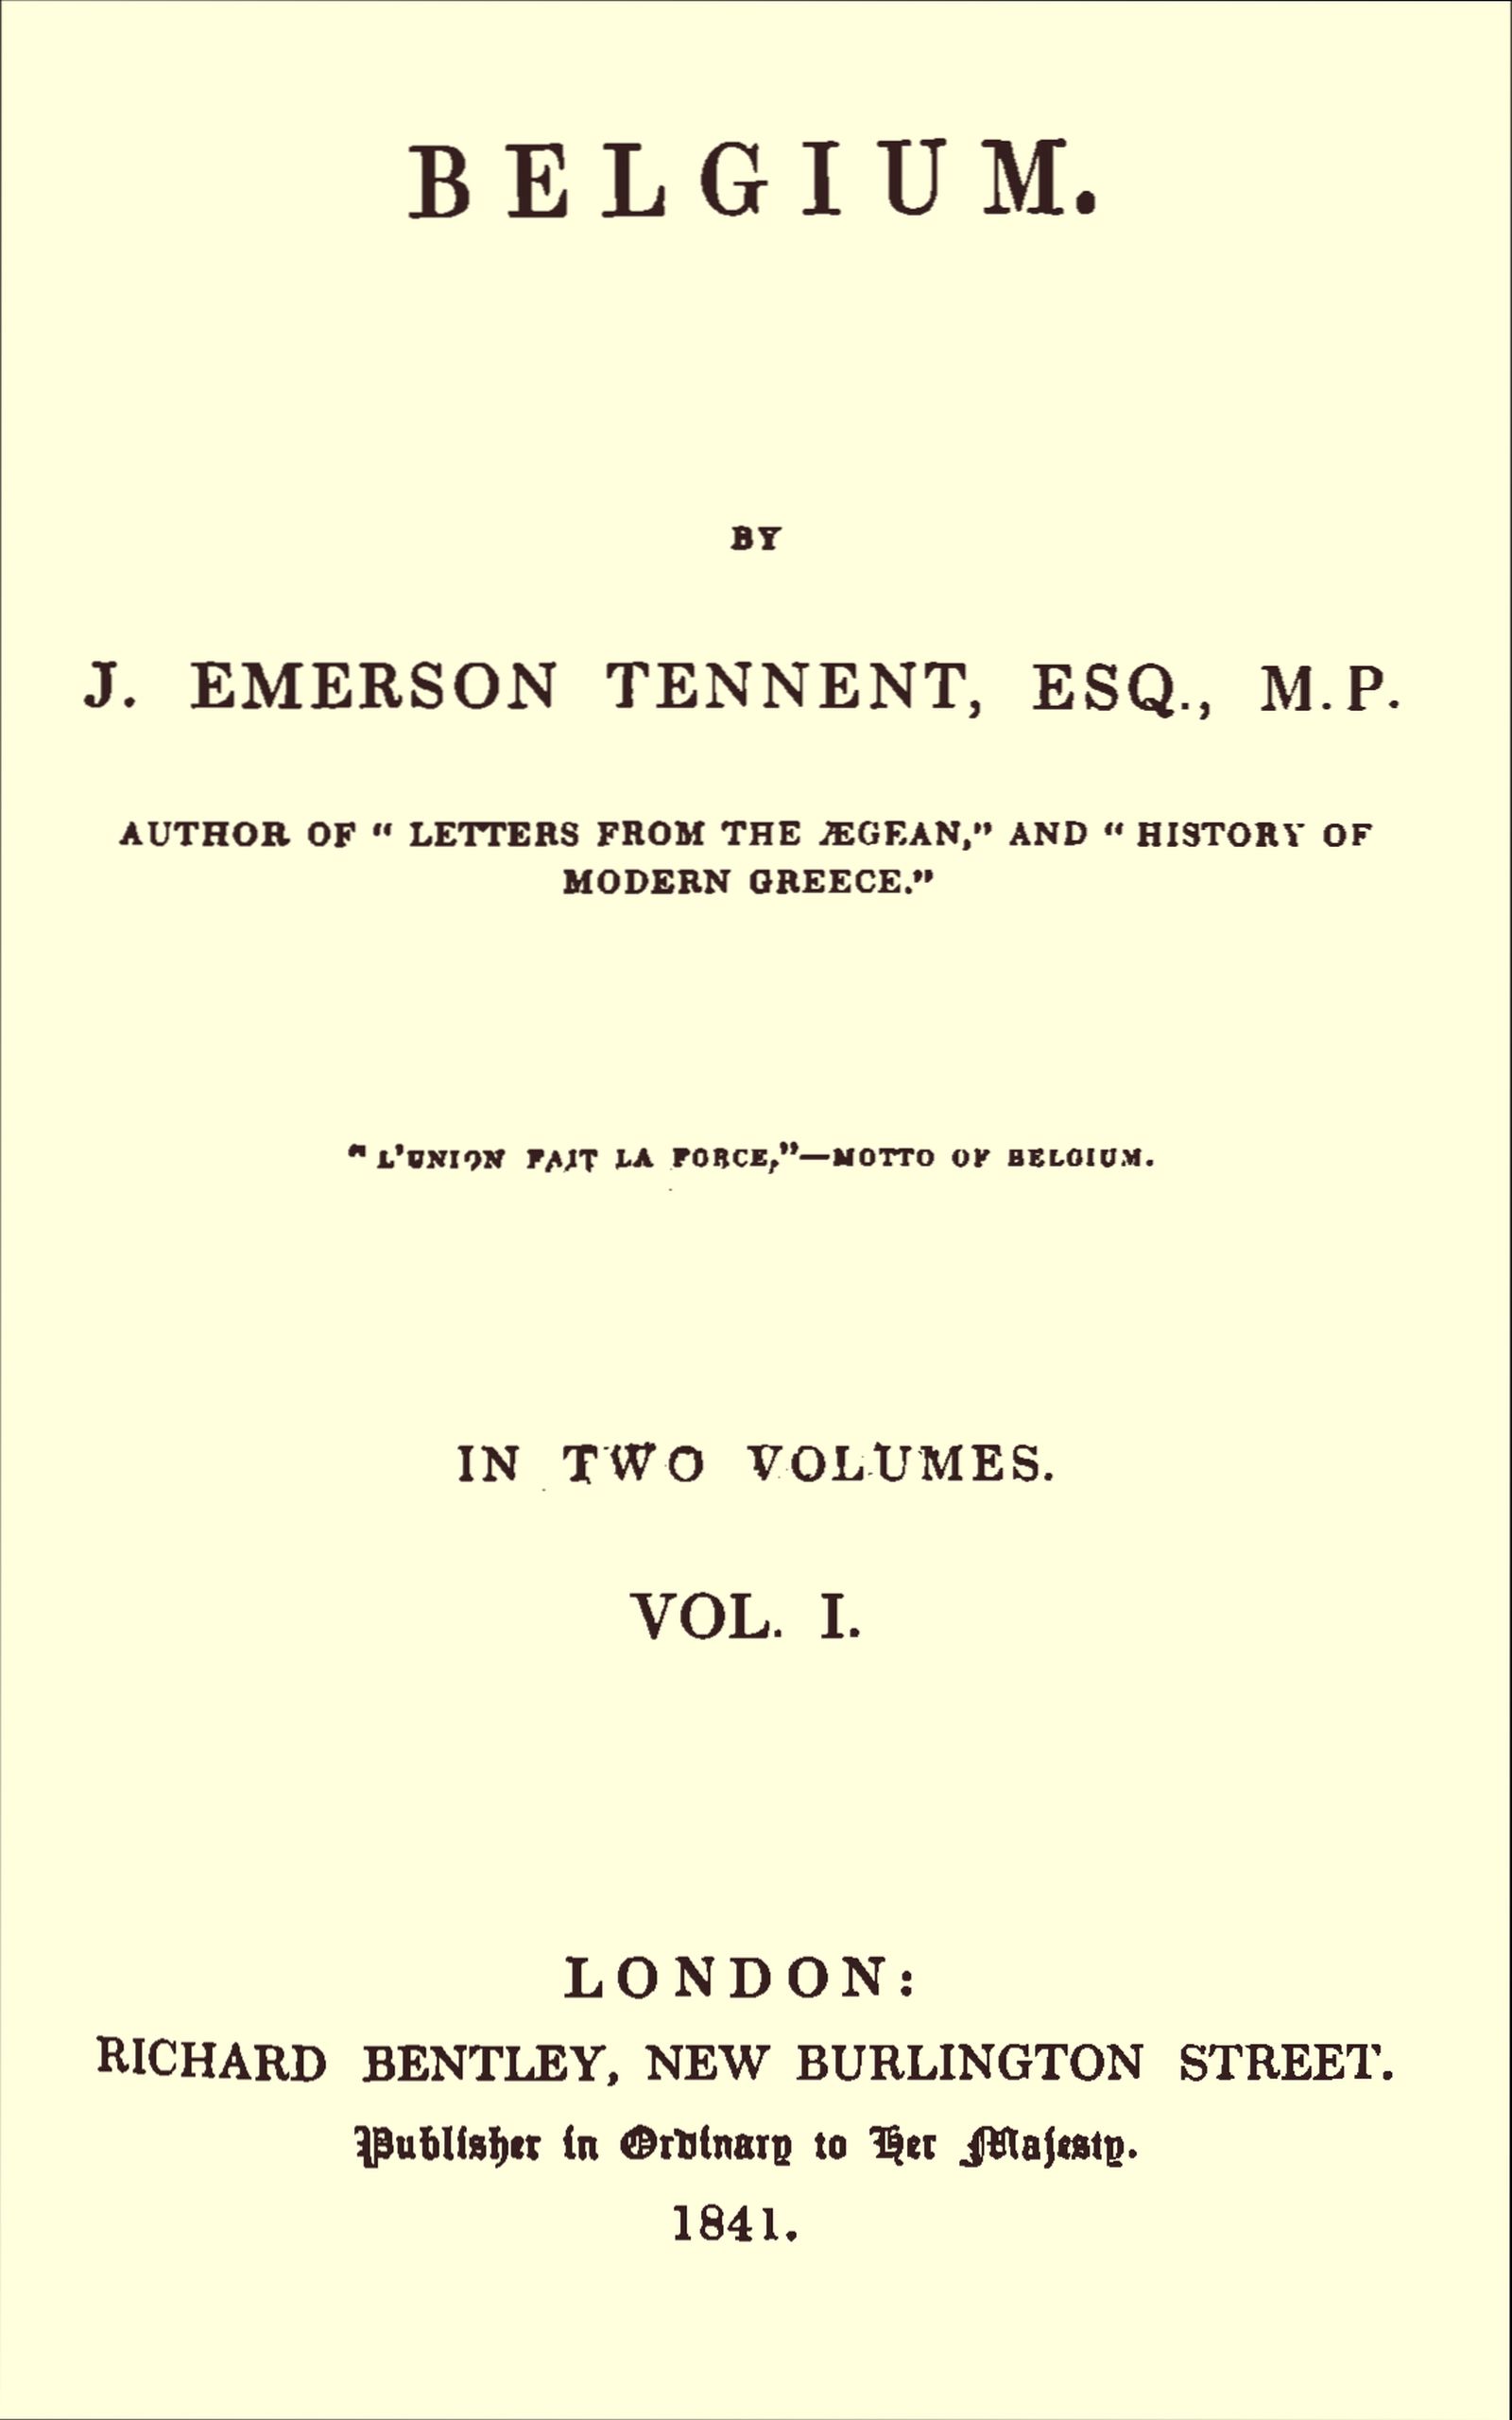 BELGIUM.
BY
J. EMERSON TENNENT, ESQ., M.P.
AUTHOR OF “ LETTERS FROM THE ÆGEAN,” AND “ HISTORY OF
MODERN GREECE.”
“ L’UNION FAIT LA FORCE,”—MOTTO OF BELGIUM.
IN TWO VOLUMES.
VOL. I.
LONDON:
RICHARD BENTLEY, NEW BURLINGTON STREET.
Publisher in Ordinary to Her Majesty.
1841.